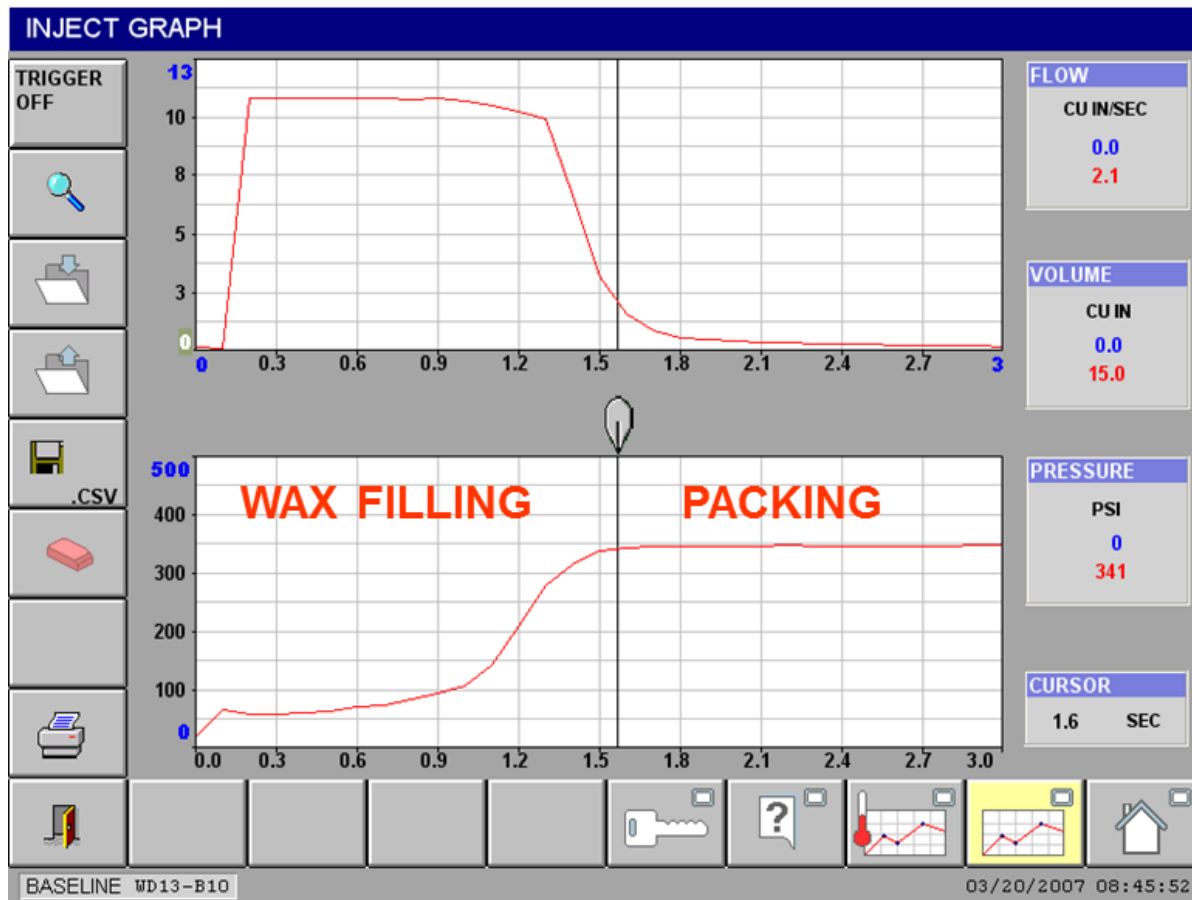 INJECT GRAPH
TRIGGER
OFF
13
10
8
5
3
0
0 0.3 0.6 0.9 1.2 1.5 1.8 2.1 2.4 2.7 3
FLOW
CU IN/SEC
0.0
2.1
VOLUME
CU IN
0.0
15.0
.CSV
500
400
300
200
100
0
WAX FILLING PACKING
0.0 0.3 0.6 0.9 1.2 1.5 1.8 2.1 2.4 2.7 3.0
PRESSURE
PSI
0
341
CURSOR
1.6 SEC
?
BASELINE WD13-B10 03/20/2007 08:45:52